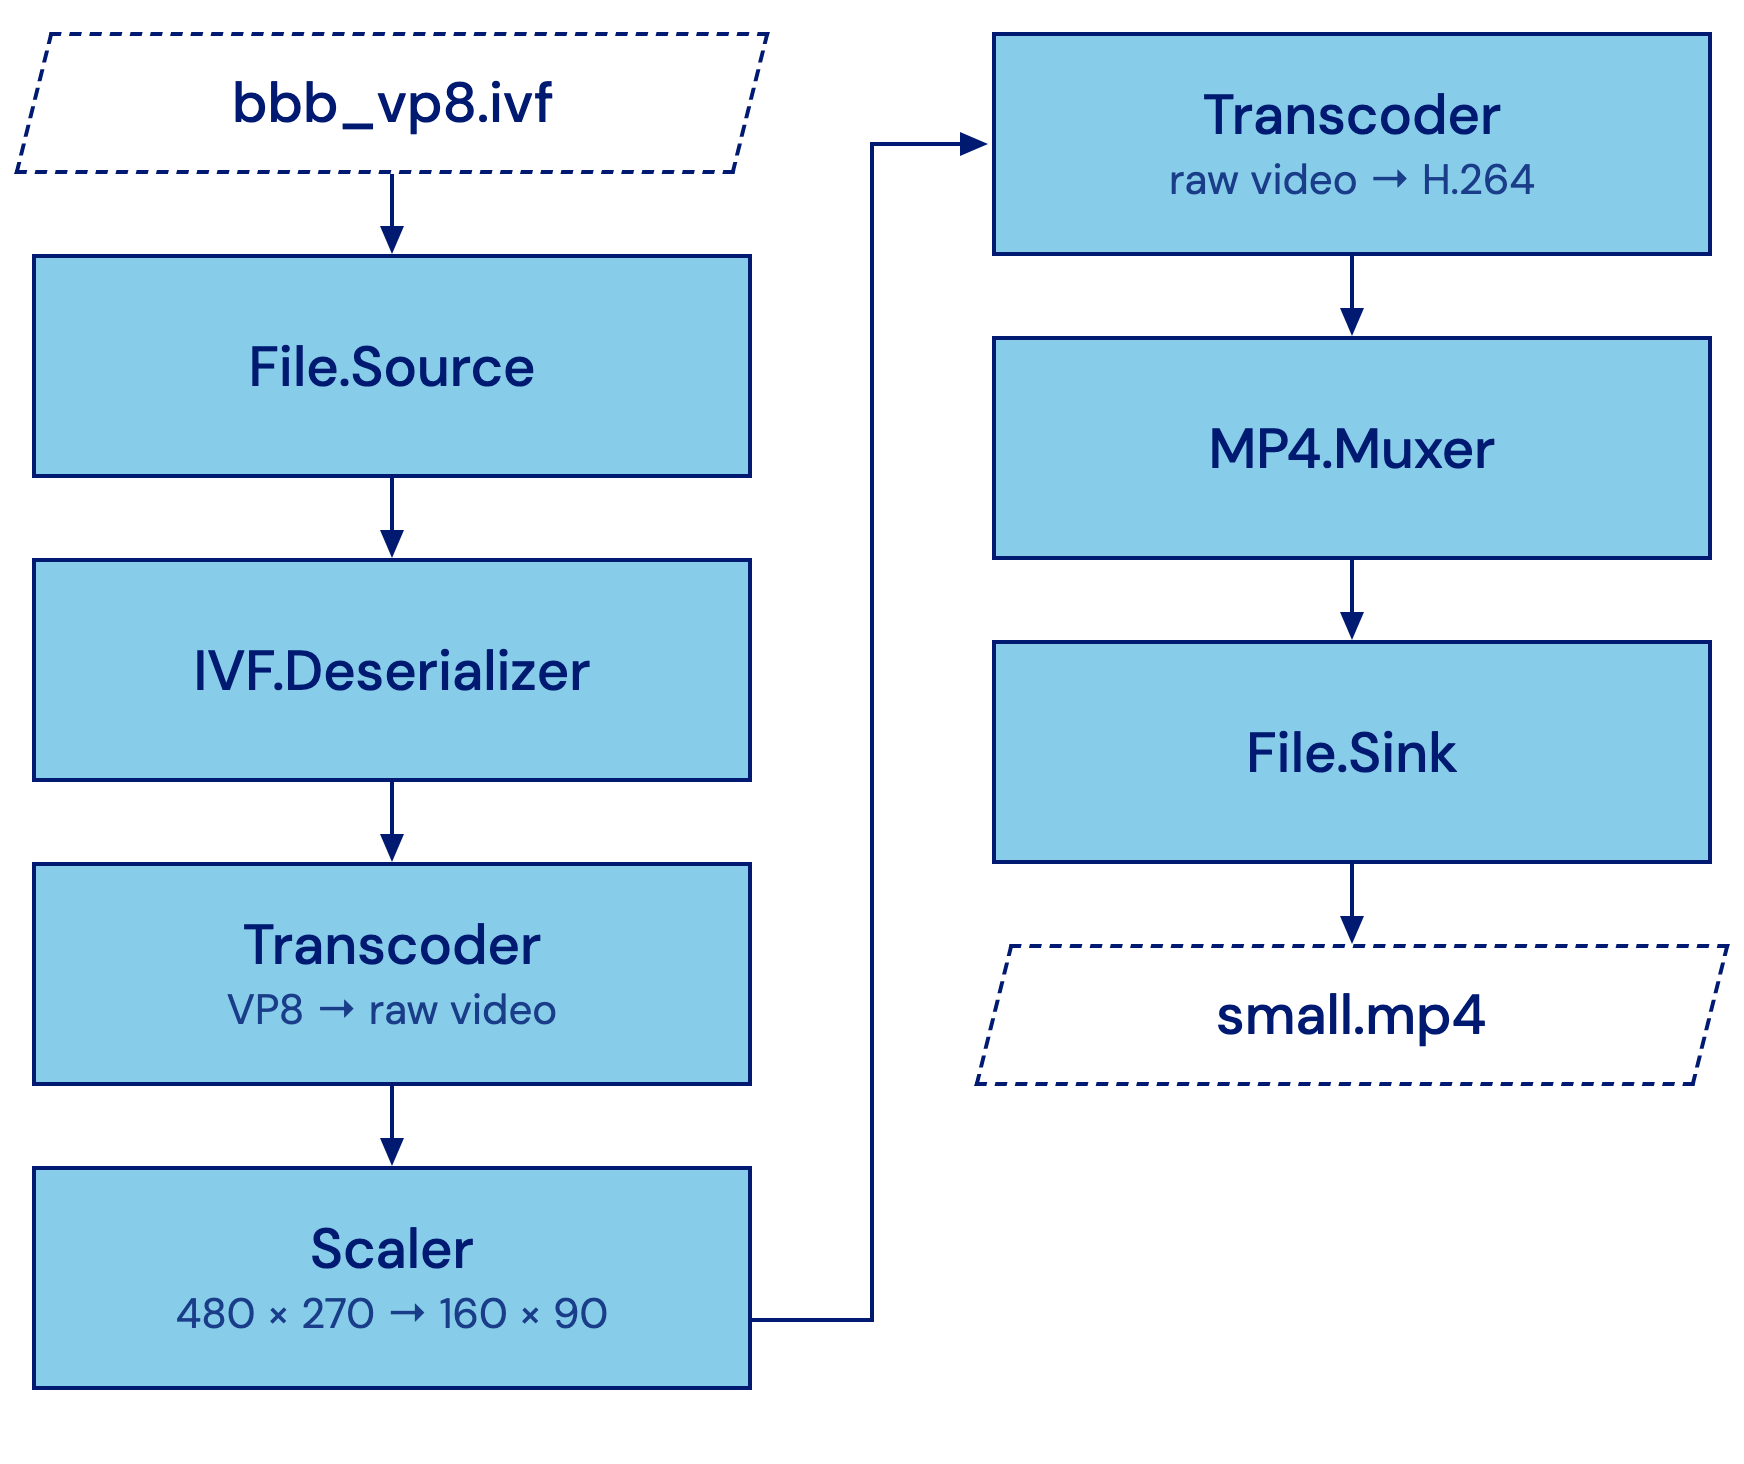 bbb_vp8.ivf
File.Source
IVF.Deserializer
Transcoder
VP8 → raw video
Scaler
480 × 270 → 160 × 90
Transcoder
raw video → H.264
MP4.Muxer
File.Sink
small.mp4